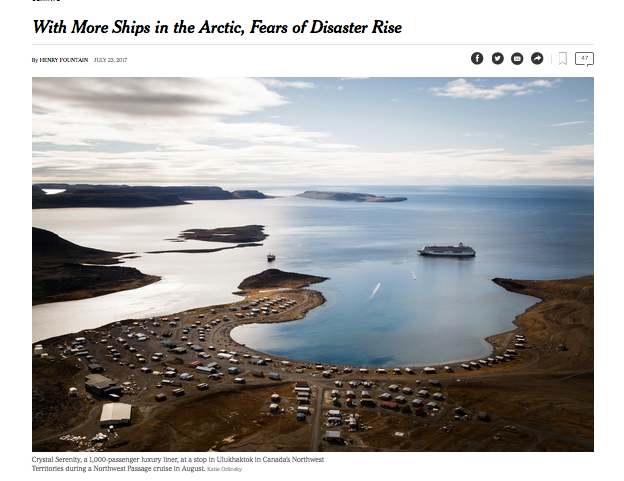 With More Ships in the Arctic, Fears of Disaster Rise
By HENRY FOUNTAIN JULY 23, 2017
47
Crystal Serenity, a 1,000-passenger luxury liner, at a stop in Ulukhaktok in Canada's Northwest
Territories during a Northwest Passage cruise in August. Katie Orlinsky